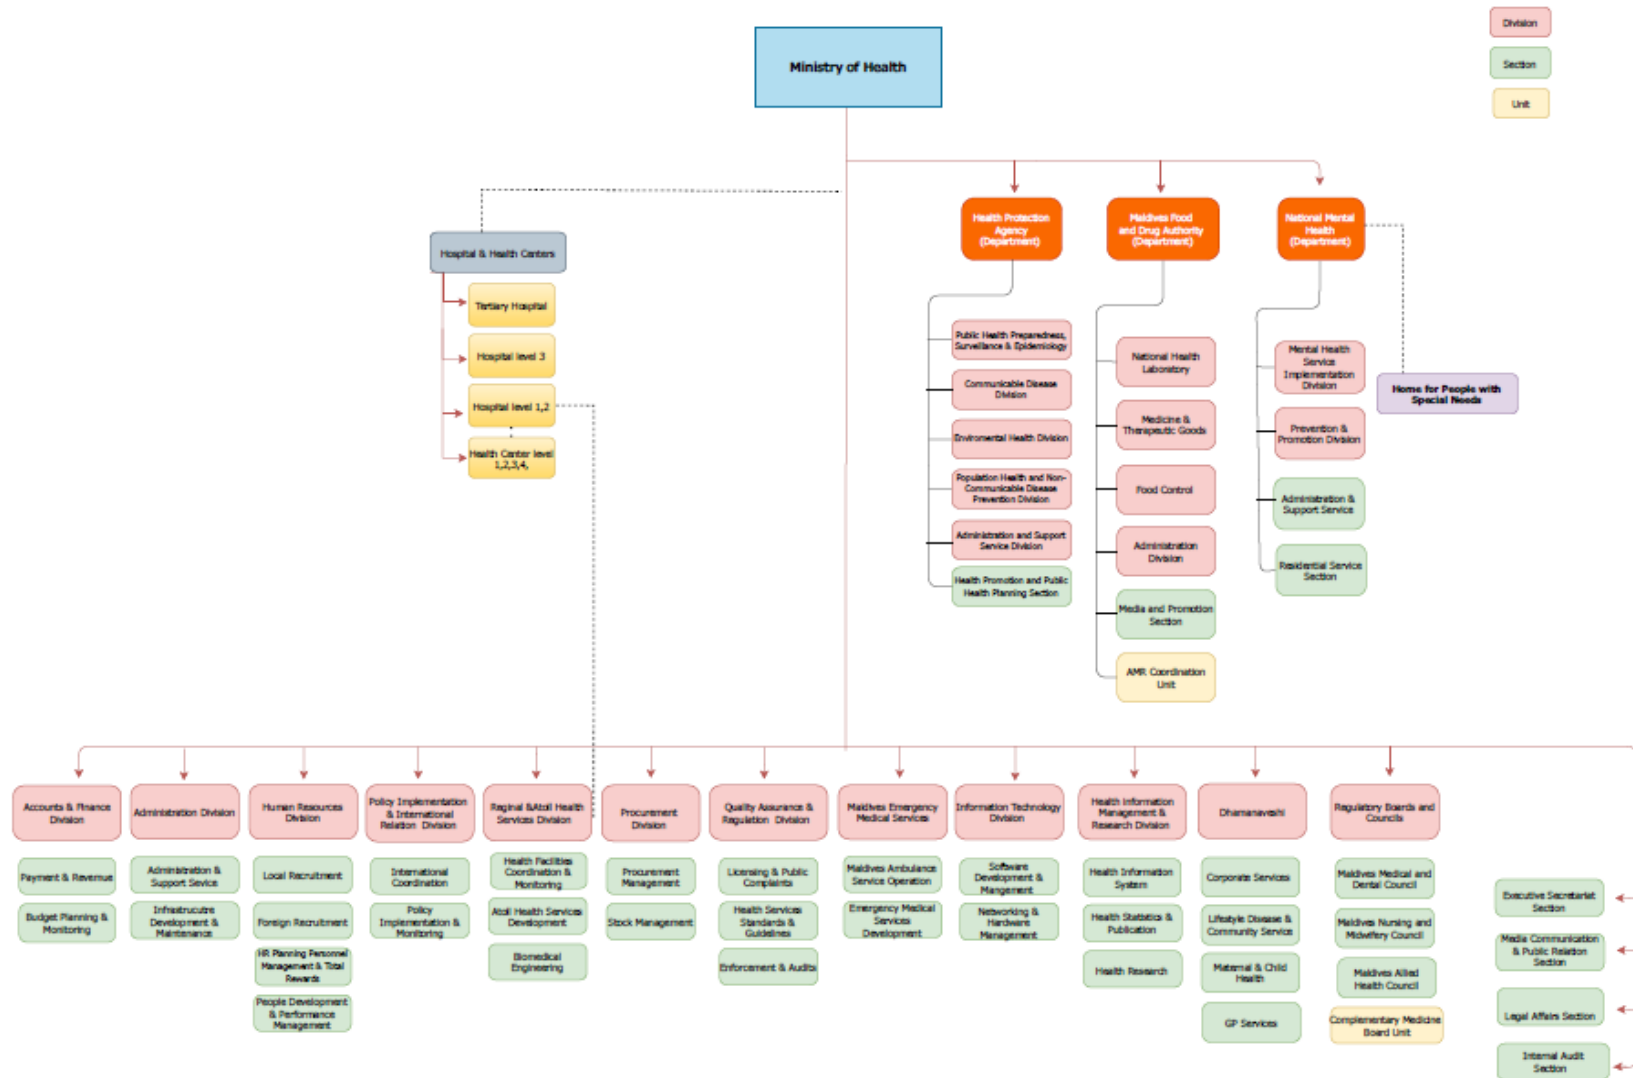 Division
Section
Unit
Ministry of Health
Health Protection
Agency
(Department)
Maldives Food
and Drug Authority
(Department)
National Mental
Health
(Department)
Hospital & Health Centers
Tertiary Hospital
Hospital level 3
Hospital level 1,2
Health Center level
1,2,3,4,
Public Health Preparedness,
Surveillance & Epidemiology
Communicable Disease
Division
Enviromental Health Division
Population Health and Non-
Communicable Disease
Prevention Division
Administration and Support
Service Division
Health Promotion and Public
Health Planning Section
National Health
Laboratory
Medicine &
Therapeutic Goods
Food Control
Administration
Division
Media and Promotion
Section
AMR Coordination
Unit
Mental Health
Service
Implementation
Division
Prevention &
Promotion Division
Administration &
Support Service
Residential Service
Section
Home for People with
Special Needs
Accounts & Finance
Division
Payment & Revenue
Budget Planning &
Monitoring
Administration Division
Administration &
Support Sevice
Infrastrucutre
Development &
Maintenance
Human Resources
Division
Local Recruitment
Foreign Recruitment
HR Planning Personnel
Management & Total
Rewards
People Development
& Performance
Management
Policy Implementation
& International
Relation Division
International
Coordination
Policy
Implementation &
Monitoring
Reginal &Atoll Health
Services Division
Health Facilities
Coordination &
Monitoring
Atoll Health Services
Development
Biomedical
Engineering
Procurement
Division
Procurement
Management
Stock Management
Quality Assurance &
Regulation Division
Licensing & Public
Complaints
Health Services
Standards &
Guidelines
Enforcement & Audits
Maldives Emergency
Medical Services
Maldives Ambulance
Service Operation
Emergency Medical
Services
Development
Information Technology
Division
Software
Development &
Mangement
Networking &
Hardware
Management
Health Information
Management &
Research Division
Health Information
System
Health Statistics &
Publication
Health Research
Dhamanaveshi
Corporate Services
Lifestyle Disease &
Community Service
Maternal & Child
Health
GP Services
Regulatory Boards and
Councils
Maldives Medical and
Dental Council
Maldives Nursing and
Midwifery Council
Maldives Allied
Health Council
Complementary Medicine
Board Unit
Executive Secretariat
Section
Media Communication
& Public Relation
Section
Legal Affairs Section
Internal Audit
Section